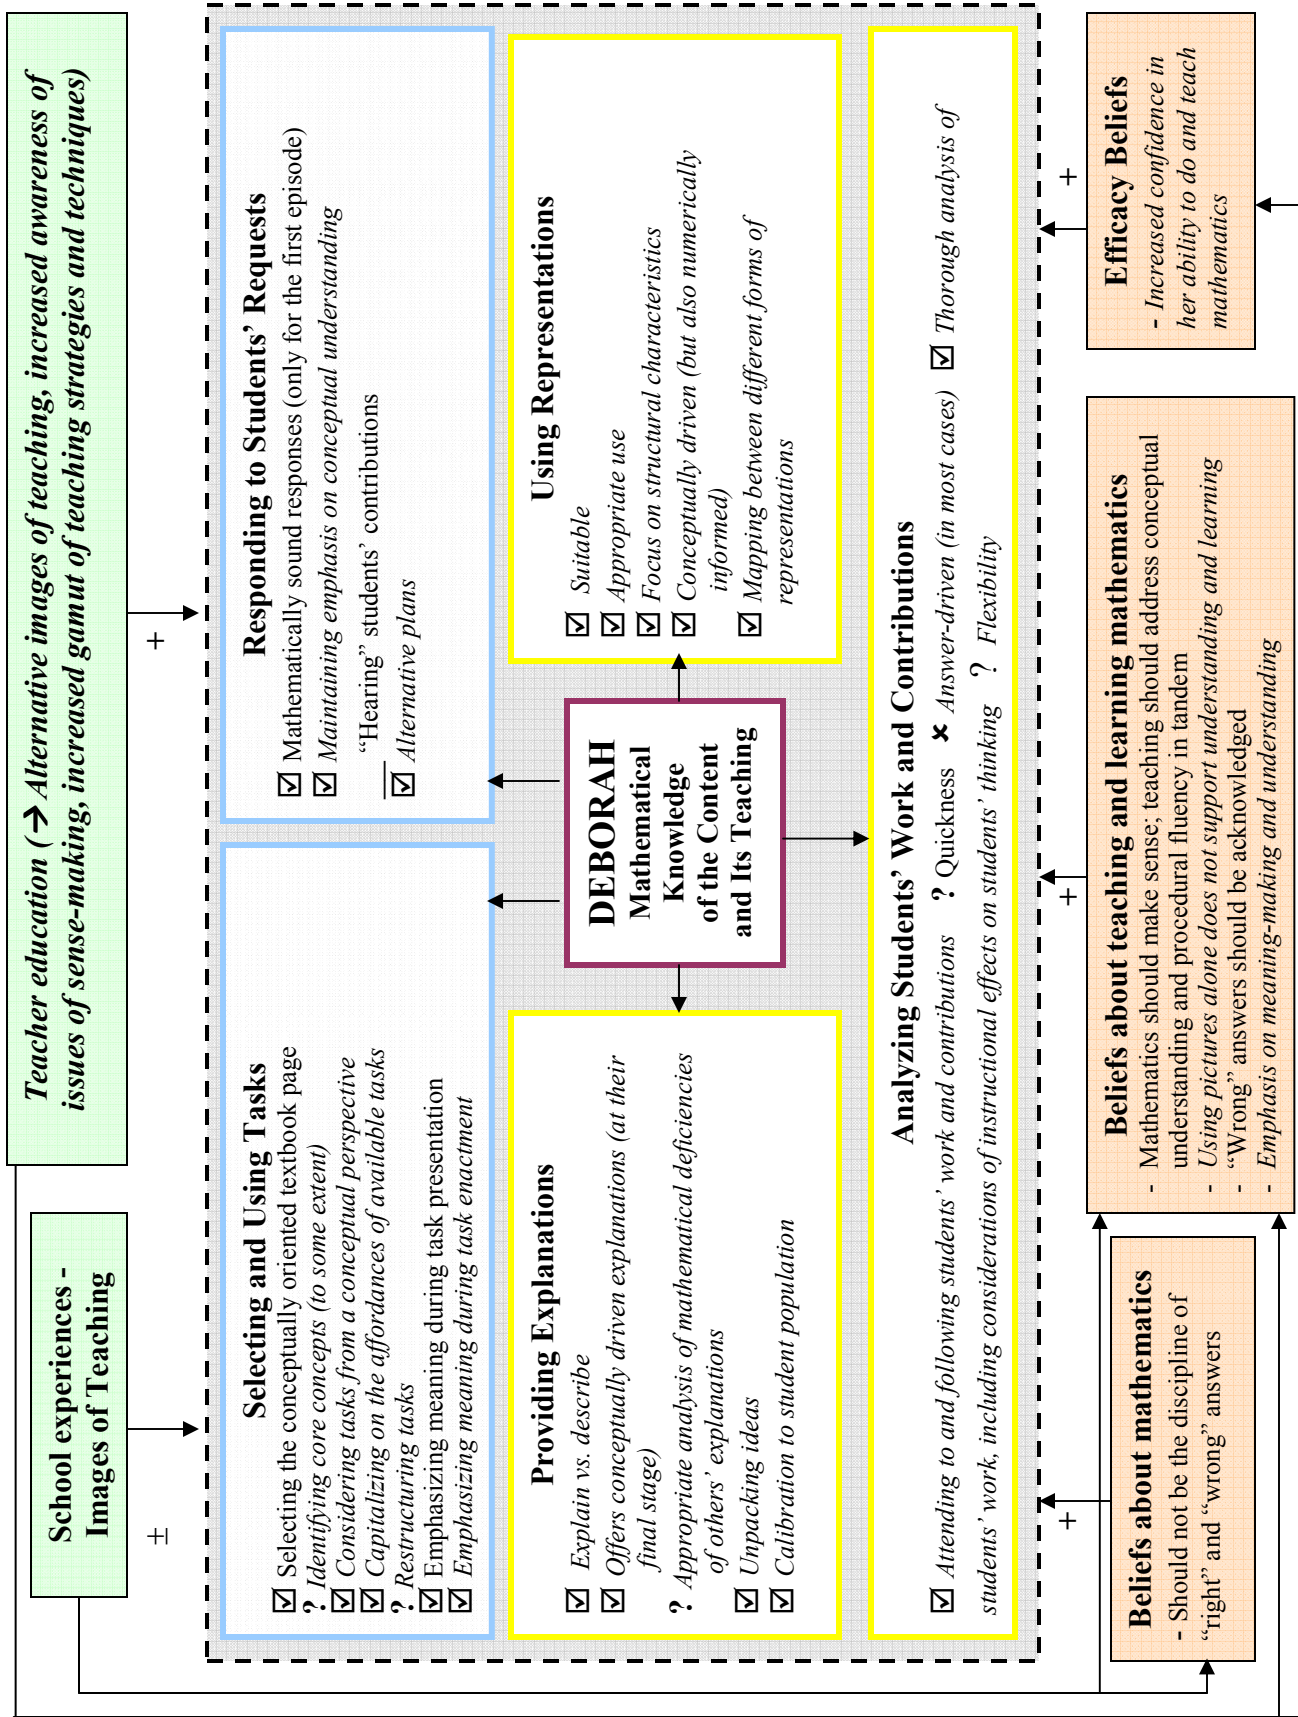 School experiences -
Images of Teaching
Teacher education (➔ Alternative images of teaching, increased awareness of
issues of sense-making, increased gamut of teaching strategies and techniques)
±
+
Selecting and Using Tasks
☑ Selecting the conceptually oriented textbook page
? Identifying core concepts (to some extent)
☑ Considering tasks from a conceptual perspective
☑ Capitalizing on the affordances of available tasks
? Restructuring tasks
☑ Emphasizing meaning during task presentation
☑ Emphasizing meaning during task enactment
Responding to Students’ Requests
☑ Mathematically sound responses (only for the first episode)
☑ Maintaining emphasis on conceptual understanding
“Hearing” students’ contributions
☑ Alternative plans
Providing Explanations
☑ Explain vs. describe
☑ Offers conceptually driven explanations (at their
final stage)
? Appropriate analysis of mathematical deficiencies
of others’ explanations
☑ Unpacking ideas
☑ Calibration to student population
DEBORAH
Mathematical
Knowledge
of the Content
and Its Teaching
Using Representations
☑ Suitable
☑ Appropriate use
☑ Focus on structural characteristics
☑ Conceptually driven (but also numerically
informed)
☑ Mapping between different forms of
representations
Analyzing Students’ Work and Contributions
☑ Attending to and following students’ work and contributions ? Quickness ✖ Answer-driven (in most cases) ☑ Thorough analysis of
students’ work, including considerations of instructional effects on students’ thinking ? Flexibility
+
+
+
Beliefs about mathematics
- Should not be the discipline of
“right” and “wrong” answers
Beliefs about teaching and learning mathematics
- Mathematics should make sense; teaching should address conceptual
understanding and procedural fluency in tandem
- Using pictures alone does not support understanding and learning
- “Wrong” answers should be acknowledged
- Emphasis on meaning-making and understanding
Efficacy Beliefs
- Increased confidence in
her ability to do and teach
mathematics